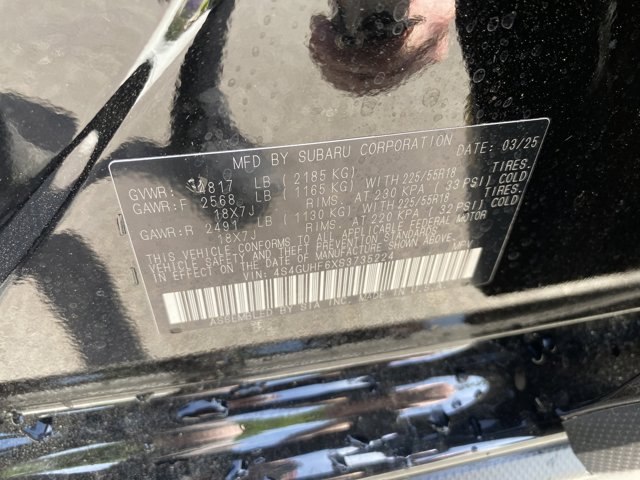 MFD BY SUBARU CORPORATION DATE: 03/25
GVWR: 4817 LB (2185 KG)
GAWR:F 2568 LB (1165 KG) WITH 225/55R18 TIRES.
18X7J RIMS. AT 230 KPA (33 PSI) COLD
GAWR:R 2491 LB (1130 KG) WITH 225/55R18 TIRES.
18X7J RIMS. AT 220 KPA (32 PSI) COLD
THIS VEHICLE CONFORMS TO ALL APPLICABLE FEDERAL MOTOR
VEHICLE SAFETY AND THEFT PREVENTION STANDARDS
IN EFFECT ON THE DATE OF MANUFACTURE SHOWN ABOVE.
VIN: 4S4GUHF6XS3735224 MPV
ASSEMBLED BY SIA INC. MADE IN U.S.A.